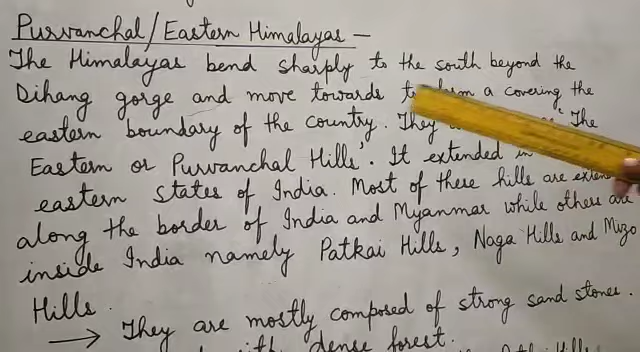 Purvanchal/Eastern Himalayas —
The Himalayas bend sharply to the south beyond the
Dihang gorge and move towards to form a covering the
eastern boundary of the country. They "The
Eastern or Purvanchal Hills'. It extended in
eastern states of India. Most of these hills are
along the border of India and Myanmar while others are
inside India namely Patkai Hills, Naga Hills and Mizo
Hills.
→ They are mostly composed of strong sand stones.
with dense forest.